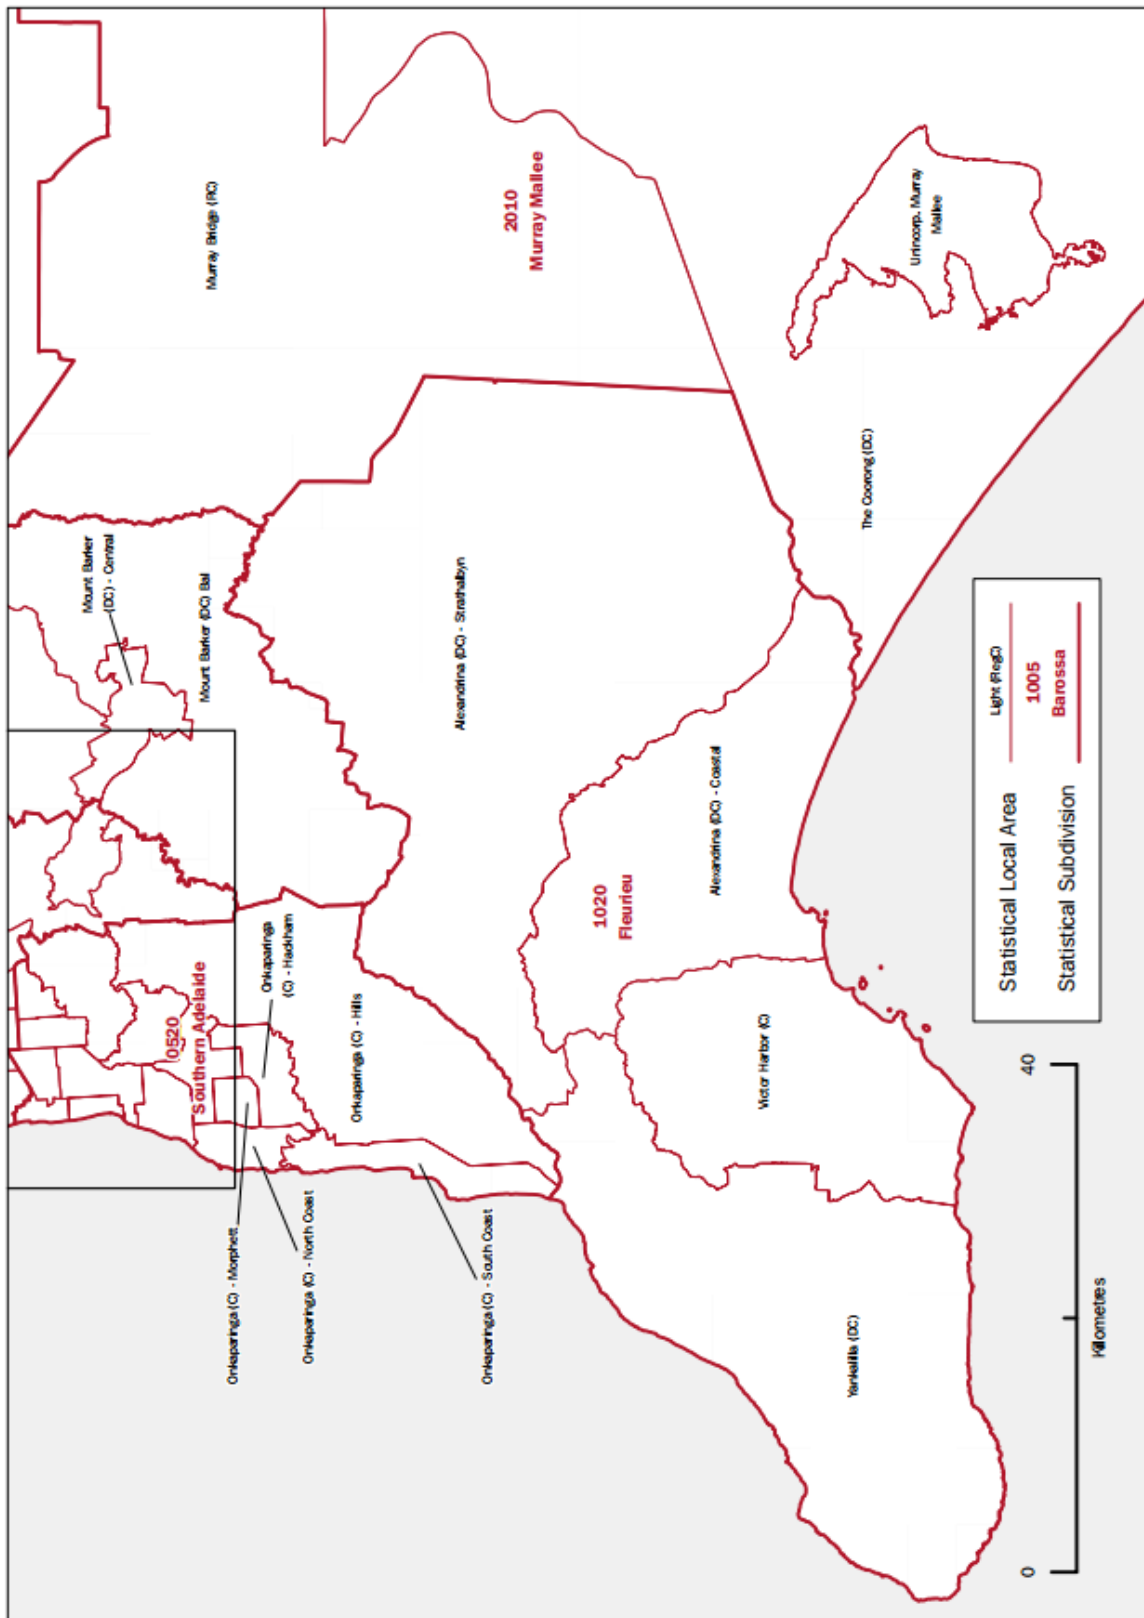 Mount Barker
(DC) - Central
Murray Bridge (RC)
Mount Barker (DC) Bal
0520
Southern Adelaide
Onkaparinga
(C) - Hackham
Onkaparinga (C) - Morphett
Onkaparinga (C) - North Coast
Onkaparinga (C) - Hills
Onkaparinga (C) - South Coast
Alexandrina (DC) - Strathalbyn
2010
Murray Mallee
1020
Fleurieu
Alexandrina (DC) - Coastal
Victor Harbor (C)
Yankalilla (DC)
The Coorong (DC)
Unincorp. Murray
Mallee
Statistical Local Area
Light (RegC)
Statistical Subdivision
1005
Barossa
0
40
Kilometres